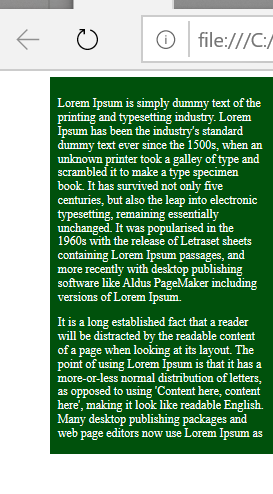 file:///C:/
Lorem Ipsum is simply dummy text of the
printing and typesetting industry. Lorem
Ipsum has been the industry's standard
dummy text ever since the 1500s, when an
unknown printer took a galley of type and
scrambled it to make a type specimen
book. It has survived not only five
centuries, but also the leap into electronic
typesetting, remaining essentially
unchanged. It was popularised in the
1960s with the release of Letraset sheets
containing Lorem Ipsum passages, and
more recently with desktop publishing
software like Aldus PageMaker including
versions of Lorem Ipsum.
It is a long established fact that a reader
will be distracted by the readable content
of a page when looking at its layout. The
point of using Lorem Ipsum is that it has a
more-or-less normal distribution of letters,
as opposed to using 'Content here, content
here', making it look like readable English.
Many desktop publishing packages and
web page editors now use Lorem Ipsum as